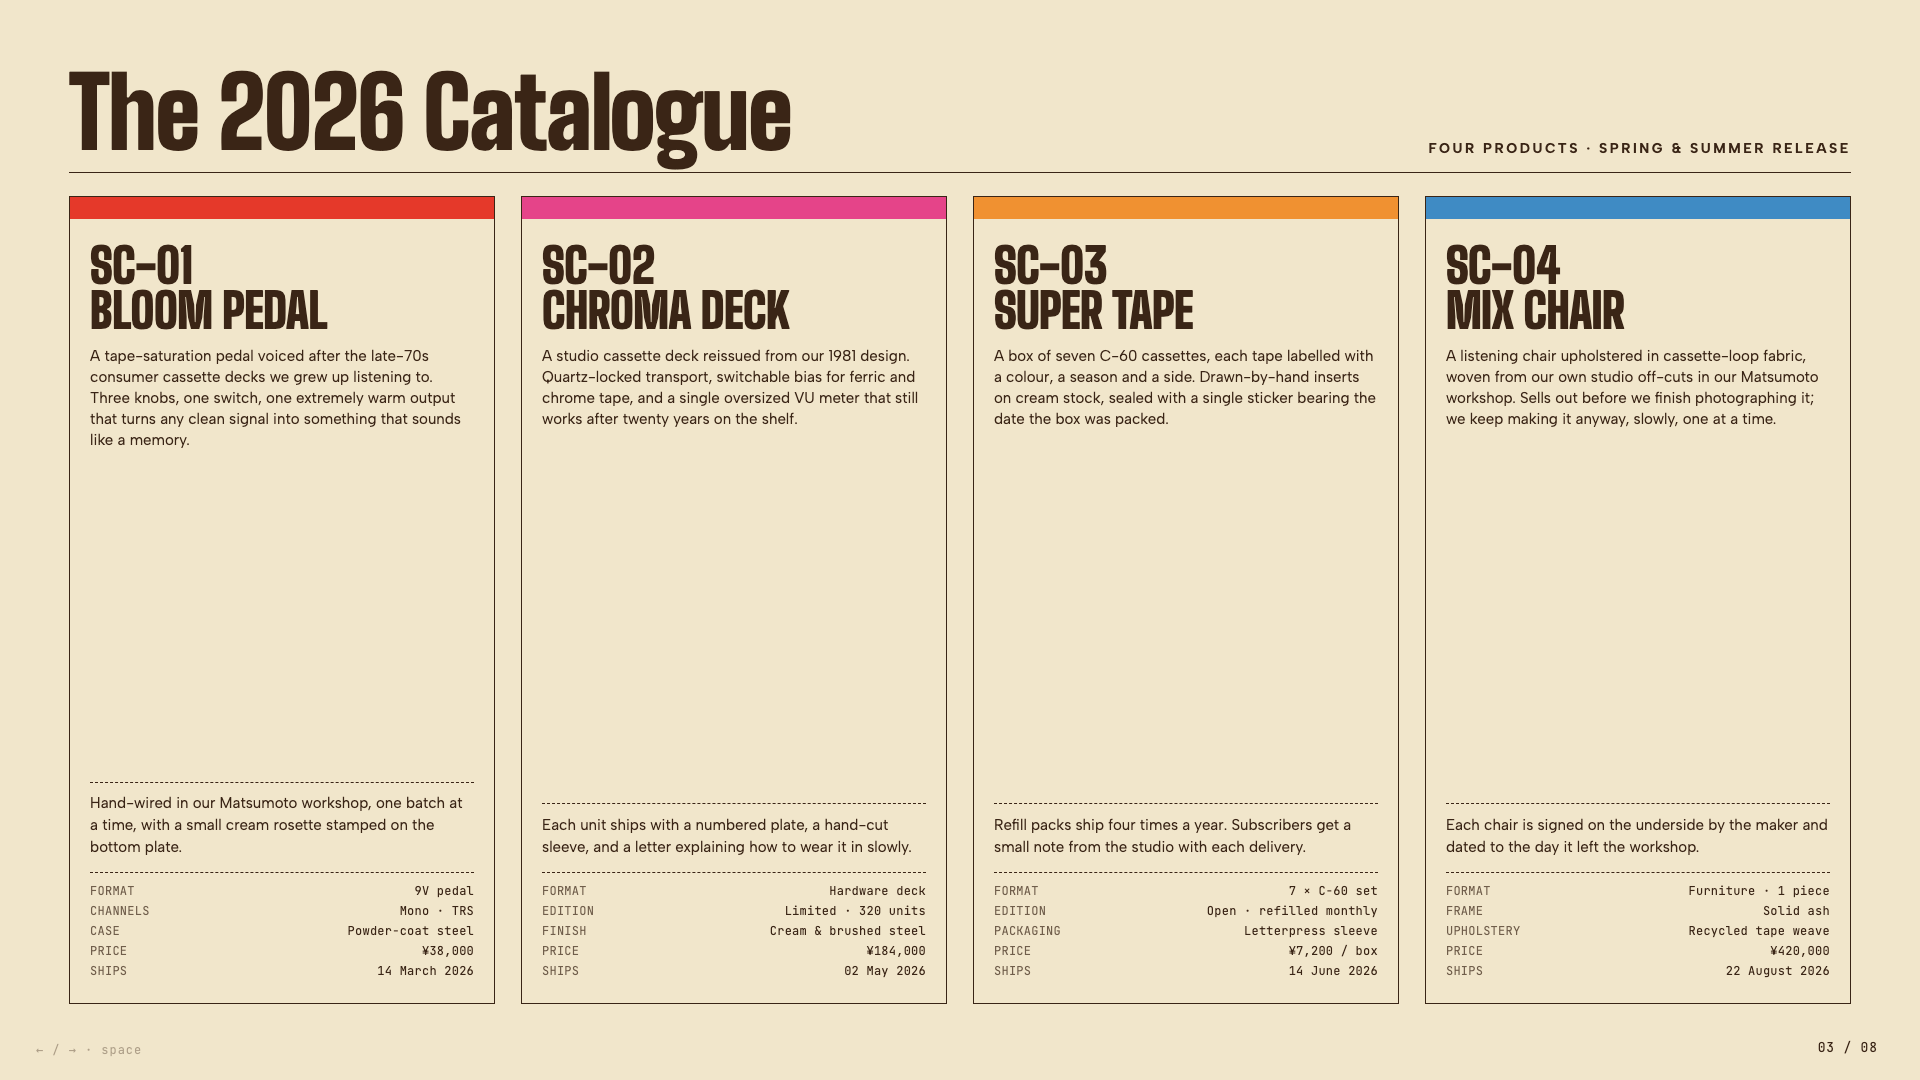 The 2026 Catalogue
FOUR PRODUCTS · SPRING & SUMMER RELEASE
SC-01
BLOOM PEDAL
A tape-saturation pedal voiced after the late-70s
consumer cassette decks we grew up listening to.
Three knobs, one switch, one extremely warm output
that turns any clean signal into something that sounds
like a memory.
Hand-wired in our Matsumoto workshop, one batch at
a time, with a small cream rosette stamped on the
bottom plate.
FORMAT 9V pedal
CHANNELS Mono · TRS
CASE Powder-coat steel
PRICE ¥38,000
SHIPS 14 March 2026
SC-02
CHROMA DECK
A studio cassette deck reissued from our 1981 design.
Quartz-locked transport, switchable bias for ferric and
chrome tape, and a single oversized VU meter that still
works after twenty years on the shelf.
Each unit ships with a numbered plate, a hand-cut
sleeve, and a letter explaining how to wear it in slowly.
FORMAT Hardware deck
EDITION Limited · 320 units
FINISH Cream & brushed steel
PRICE ¥184,000
SHIPS 02 May 2026
SC-03
SUPER TAPE
A box of seven C-60 cassettes, each tape labelled with
a colour, a season and a side. Drawn-by-hand inserts
on cream stock, sealed with a single sticker bearing the
date the box was packed.
Refill packs ship four times a year. Subscribers get a
small note from the studio with each delivery.
FORMAT 7 × C-60 set
EDITION Open · refilled monthly
PACKAGING Letterpress sleeve
PRICE ¥7,200 / box
SHIPS 14 June 2026
SC-04
MIX CHAIR
A listening chair upholstered in cassette-loop fabric,
woven from our own studio off-cuts in our Matsumoto
workshop. Sells out before we finish photographing it;
we keep making it anyway, slowly, one at a time.
Each chair is signed on the underside by the maker and
dated to the day it left the workshop.
FORMAT Furniture · 1 piece
FRAME Solid ash
UPHOLSTERY Recycled tape weave
PRICE ¥420,000
SHIPS 22 August 2026
← / → · space
03 / 08